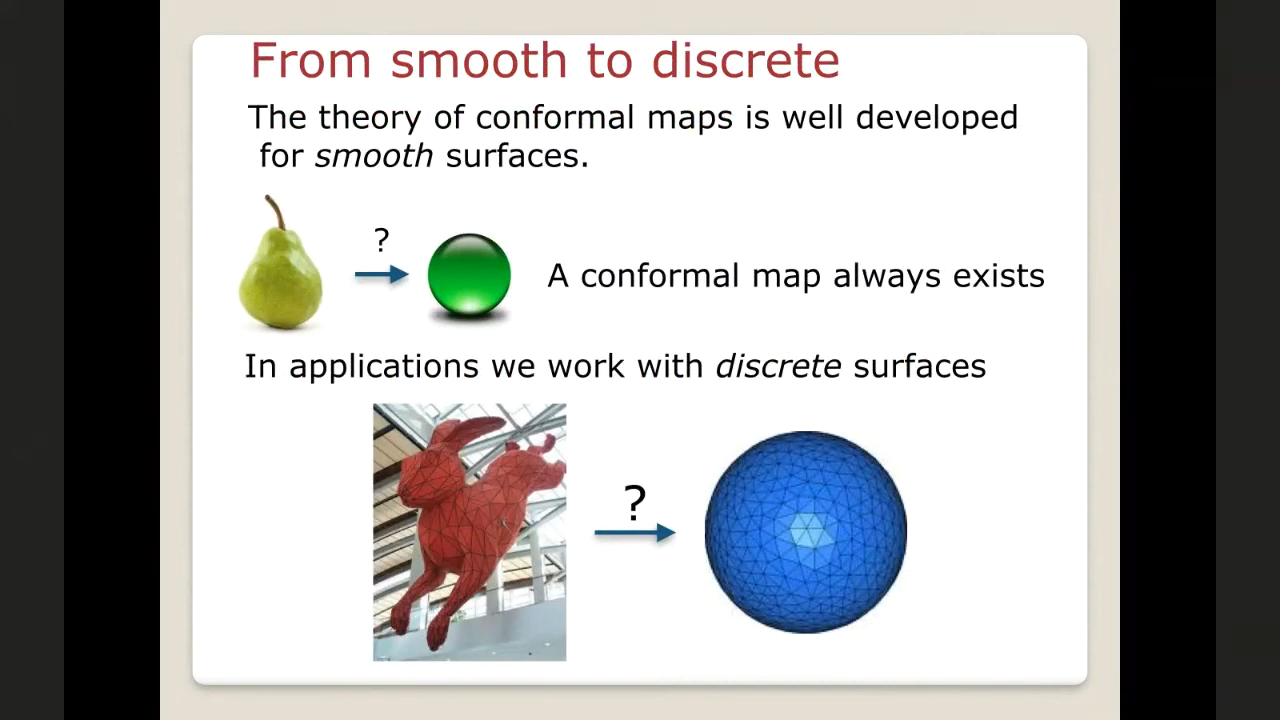 From smooth to discrete
The theory of conformal maps is well developed
for smooth surfaces.
?
A conformal map always exists
In applications we work with discrete surfaces
?